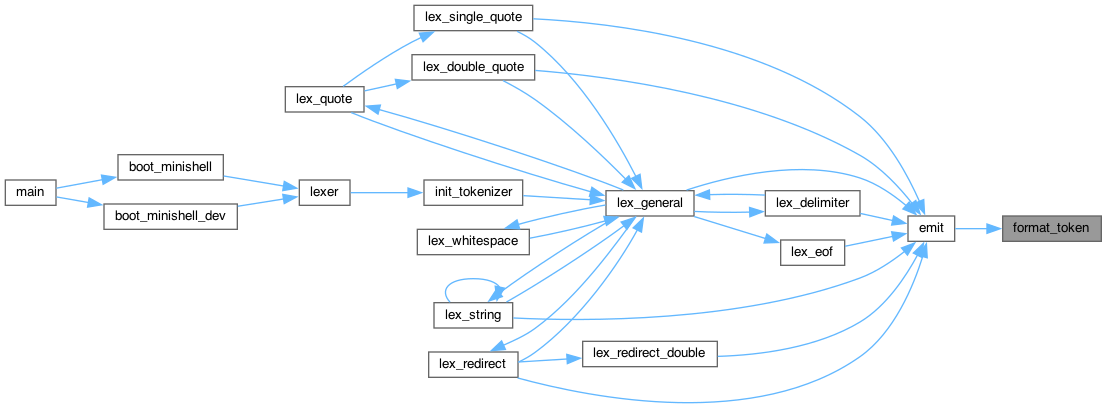 lex_single_quote
lex_double_quote
lex_quote
boot_minishell
main
lexer
init_tokenizer
lex_general
lex_delimiter
boot_minishell_dev
emit
format_token
lex_whitespace
lex_eof
lex_string
lex_redirect_double
lex_redirect